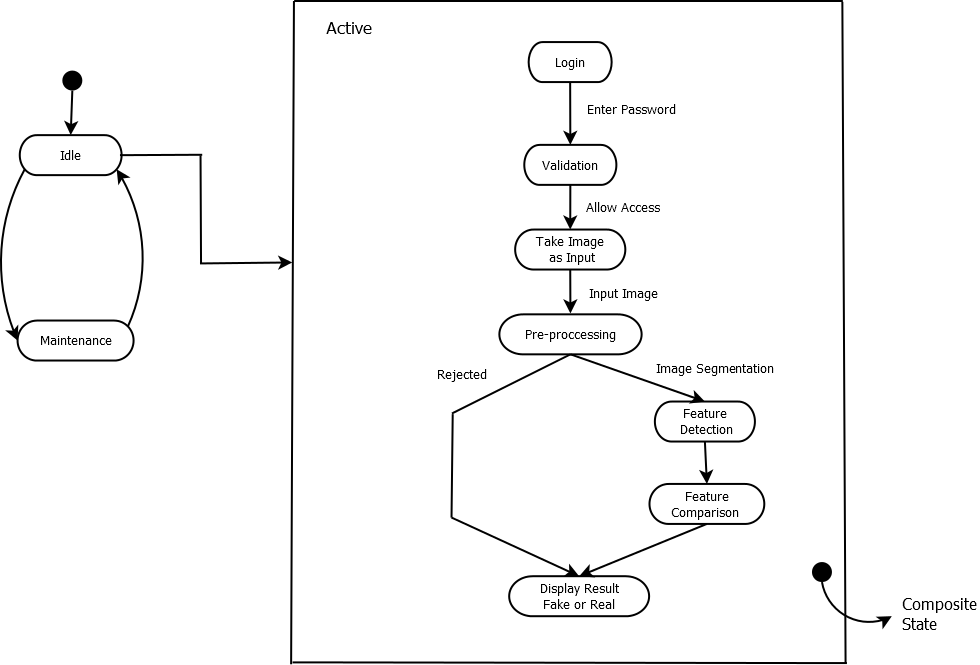 Active
Login
Enter Password
Idle
Validation
Allow Access
Take Image
as Input
Input Image
Maintenance
Pre-proccessing
Rejected
Image Segmentation
Feature
Detection
Feature
Comparison
Display Result
Fake or Real
Composite
State